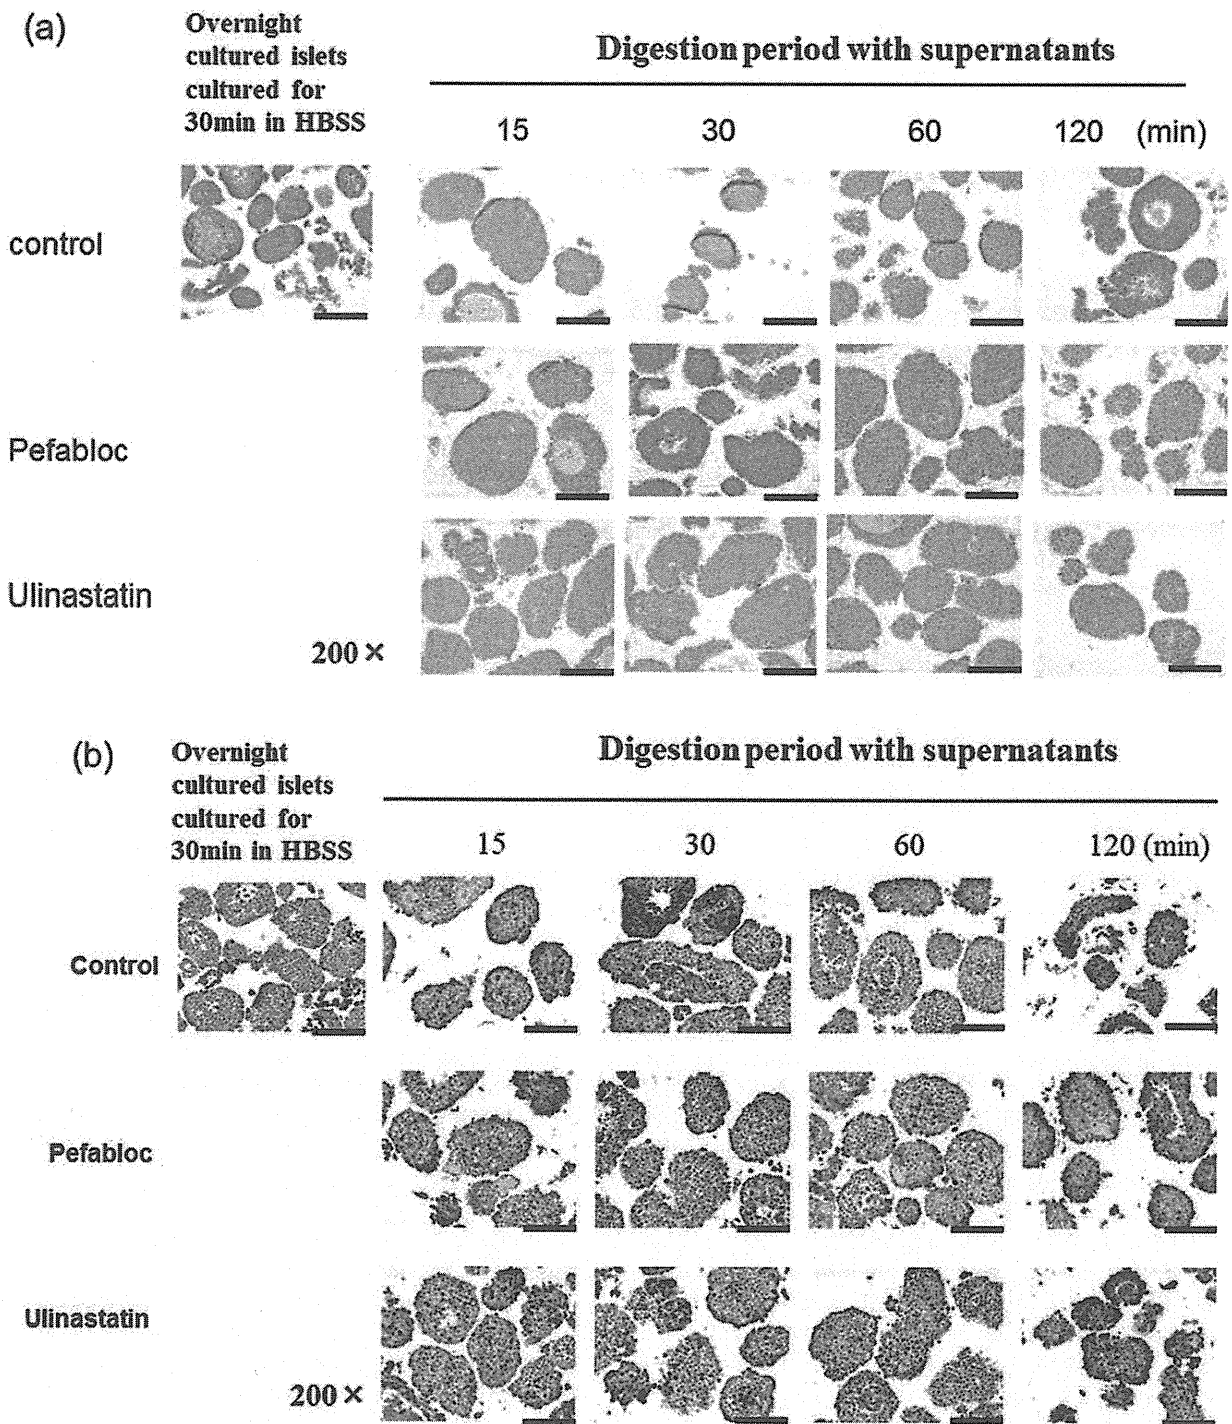 (a)
Overnight
cultured islets
cultured for
30min in HBSS
Digestion period with supernatants
15 30 60 120 (min)
control
Pefabloc
Ulinastatin
200 ×
(b)
Overnight
cultured islets
cultured for
30min in HBSS
Digestion period with supernatants
15 30 60 120 (min)
Control
Pefabloc
Ulinastatin
200 ×